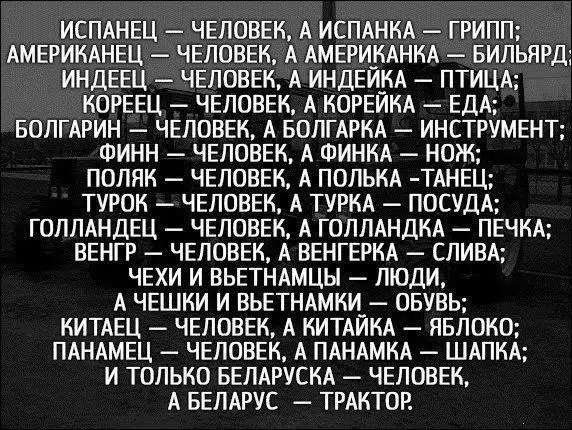 ИСПАНЕЦ — ЧЕЛОВЕК, А ИСПАНКА — ГРИПП;
АМЕРИКАНЕЦ — ЧЕЛОВЕК, А АМЕРИКАНКА — БИЛЬЯРД;
ИНДЕЕЦ — ЧЕЛОВЕК, А ИНДЕЙКА — ПТИЦА;
КОРЕЕЦ — ЧЕЛОВЕК, А КОРЕЙКА — ЕДА;
БОЛГАРИН — ЧЕЛОВЕК, А БОЛГАРКА — ИНСТРУМЕНТ;
ФИНН — ЧЕЛОВЕК, А ФИНКА — НОЖ;
ПОЛЯК — ЧЕЛОВЕК, А ПОЛЬКА -ТАНЕЦ;
ТУРОК — ЧЕЛОВЕК, А ТУРКА — ПОСУДА;
ГОЛЛАНДЕЦ — ЧЕЛОВЕК, А ГОЛЛАНДКА — ПЕЧКА;
ВЕНГР — ЧЕЛОВЕК, А ВЕНГЕРКА — СЛИВА;
ЧЕХИ И ВЬЕТНАМЦЫ — ЛЮДИ,
А ЧЕШКИ И ВЬЕТНАМКИ — ОБУВЬ;
КИТАЕЦ — ЧЕЛОВЕК, А КИТАЙКА — ЯБЛОКО;
ПАНАМЕЦ — ЧЕЛОВЕК, А ПАНАМКА — ШАПКА;
И ТОЛЬКО БЕЛАРУСКА — ЧЕЛОВЕК,
А БЕЛАРУС — ТРАКТОР.